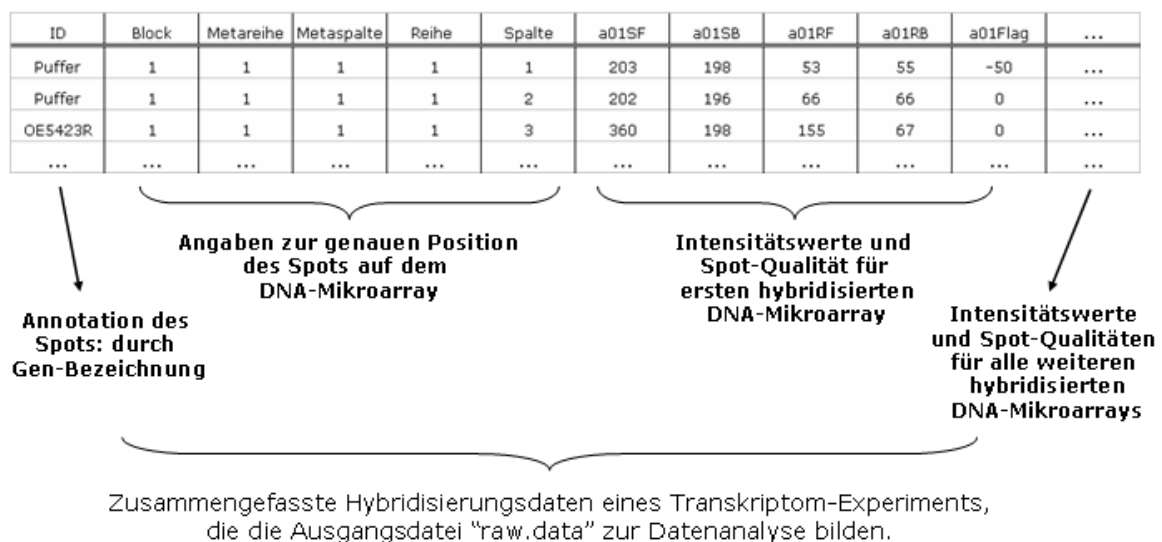 ID Block Metareihe Metaspalte Reihe Spalte a01SF a01SB a01RF a01RB a01Flag ...
Puffer 1 1 1 1 1 203 198 53 55 -50 ...
Puffer 1 1 1 1 2 202 196 66 66 0 ...
OE5423R 1 1 1 1 3 360 198 155 67 0 ...
... ... ... ... ... ... ... ... ... ... ... ...
Angaben zur genauen Position
des Spots auf dem
DNA-Mikroarray
Intensitätswerte und
Spot-Qualität für
ersten hybridisierten
DNA-Mikroarray
Annotation des
Spots: durch
Gen-Bezeichnung
Intensitätswerte
und Spot-Qualitäten
für alle weiteren
hybridisierten
DNA-Mikroarrays
Zusammengefasste Hybridisierungsdaten eines Transkriptom-Experiments,
die die Ausgangsdatei "raw.data" zur Datenanalyse bilden.